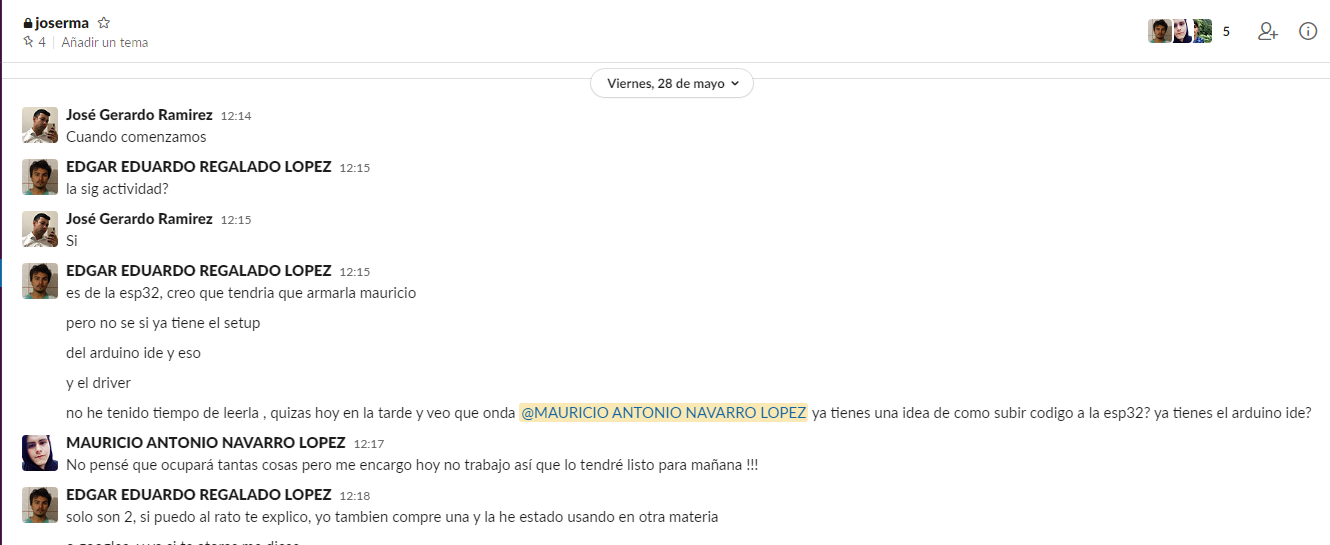 joserma
4 Añadir un tema
5
Viernes, 28 de mayo
José Gerardo Ramirez 12:14
Cuando comenzamos
EDGAR EDUARDO REGALADO LOPEZ 12:15
la sig actividad?
José Gerardo Ramirez 12:15
Si
EDGAR EDUARDO REGALADO LOPEZ 12:15
es de la esp32, creo que tendria que armarla mauricio
pero no se si ya tiene el setup
del arduino ide y eso
y el driver
no he tenido tiempo de leerla , quizas hoy en la tarde y veo que onda @MAURICIO ANTONIO NAVARRO LOPEZ ya tienes una idea de como subir codigo a la esp32? ya tienes el arduino ide?
MAURICIO ANTONIO NAVARRO LOPEZ 12:17
No pensé que ocupará tantas cosas pero me encargo hoy no trabajo así que lo tendré listo para mañana !!!
EDGAR EDUARDO REGALADO LOPEZ 12:18
solo son 2, si puedo al rato te explico, yo tambien compre una y la he estado usando en otra materia